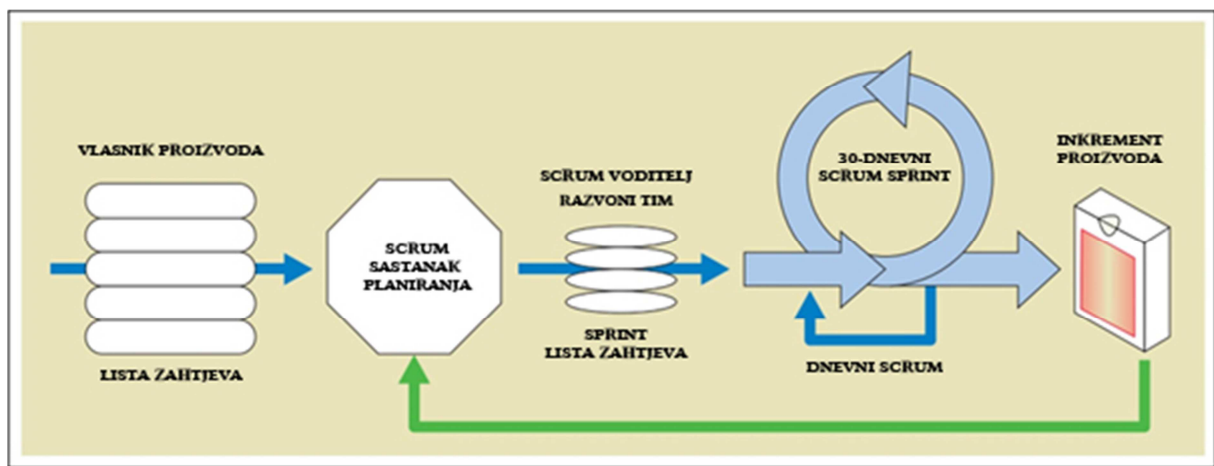 VLASNIK PROIZVODA
LISTA ZAHTJEVA
SCRUM
SASTANAK
PLANIRANJA
SCRUM VODITELJ
RAZVONI TIM
SPRINT
LISTA ZAHTJEVA
30-DNEVNI
SCRUM SPRINT
DNEVNI SCRUM
INKREMENT
PROIZVODA